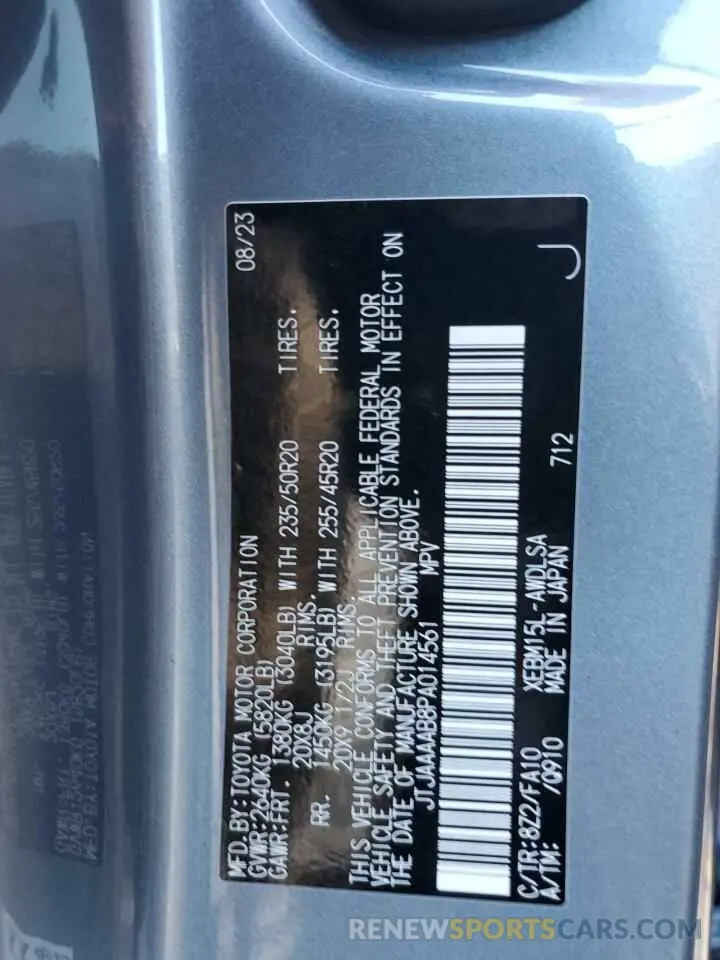 MFD.BY:TOYOTA MOTOR CORPORATION 08/23
GVWR:2640KG (5820LB)
GAWR:FRT. 1380KG (3040LB) WITH 235/50R20 TIRES.
20X8J RIMS.
RR. 1450KG (3195LB) WITH 255/45R20 TIRES.
20X9 1/2J RIMS.
THIS VEHICLE CONFORMS TO ALL APPLICABLE FEDERAL MOTOR
VEHICLE SAFETY AND THEFT PREVENTION STANDARDS IN EFFECT ON
THE DATE OF MANUFACTURE SHOWN ABOVE.
JTJAAAAB8PA014561 MPV
C/TR:8Z2/FA10 XEBM15L-AWDLSA
A/TM: /0910 MADE IN JAPAN 712
J
RENEWSPORTSCARS.COM